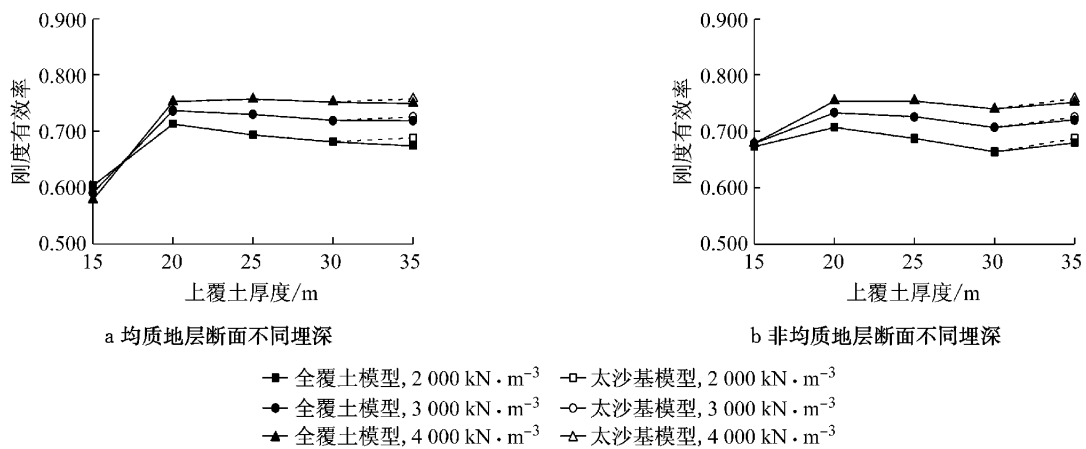 0.900
0.800
0.700
0.600
0.500
刚度有效率
15 20 25 30 35
上覆土厚度/m
a 均质地层断面不同埋深
0.900
0.800
0.700
0.600
0.500
刚度有效率
15 20 25 30 35
上覆土厚度/m
b 非均质地层断面不同埋深
全覆土模型, 2 000 kN·m⁻³ 太沙基模型, 2 000 kN·m⁻³
全覆土模型, 3 000 kN·m⁻³ 太沙基模型, 3 000 kN·m⁻³
全覆土模型, 4 000 kN·m⁻³ 太沙基模型, 4 000 kN·m⁻³